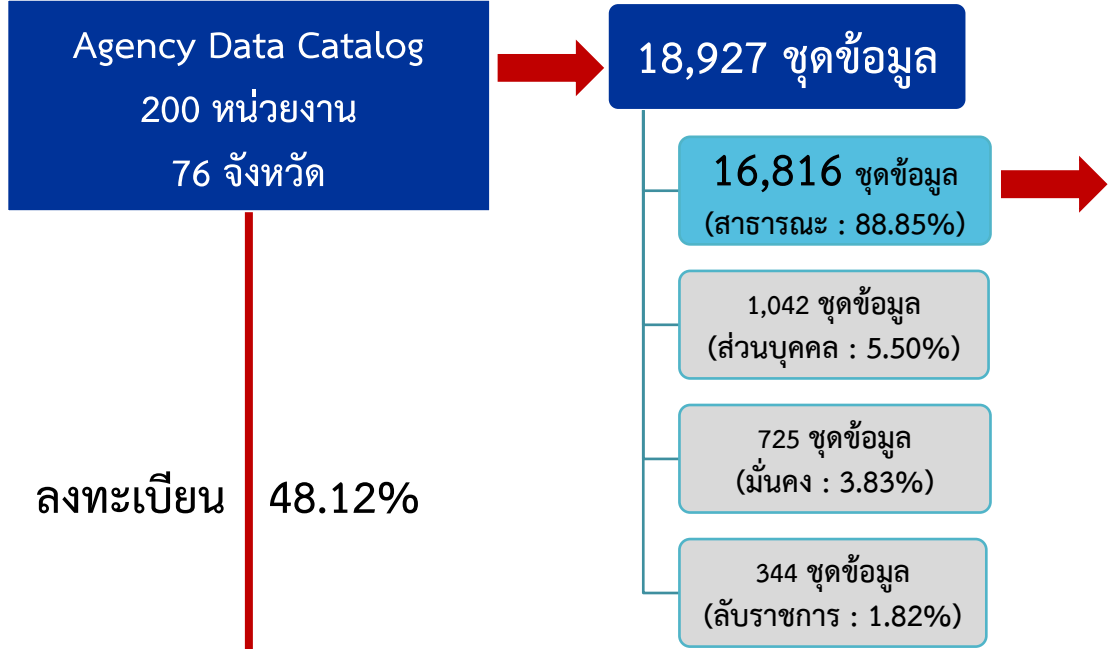 Agency Data Catalog
200 หน่วยงาน
76 จังหวัด
18,927 ชุดข้อมูล
16,816 ชุดข้อมูล
(สาธารณะ : 88.85%)
1,042 ชุดข้อมูล
(ส่วนบุคคล : 5.50%)
725 ชุดข้อมูล
(มั่นคง : 3.83%)
344 ชุดข้อมูล
(ลับราชการ : 1.82%)
ลงทะเบียน 48.12%